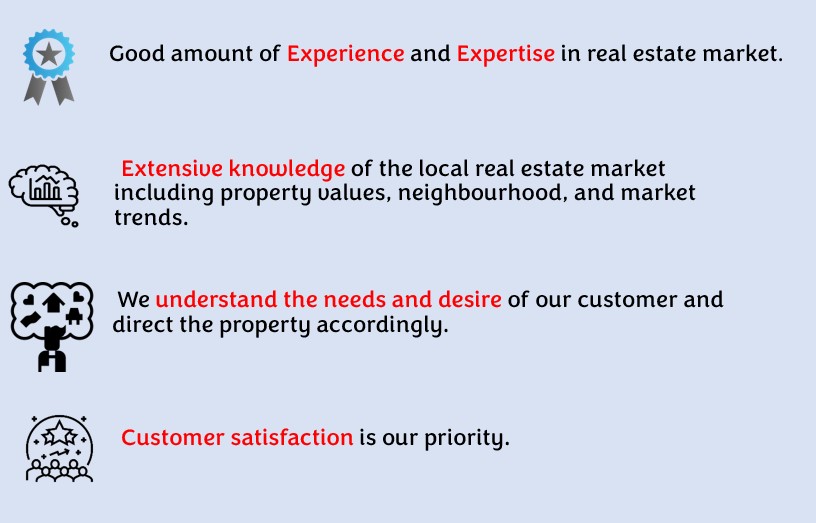 Good amount of Experience and Expertise in real estate market.
Extensive knowledge of the local real estate market
including property values, neighbourhood, and market
trends.
We understand the needs and desire of our customer and
direct the property accordingly.
Customer satisfaction is our priority.